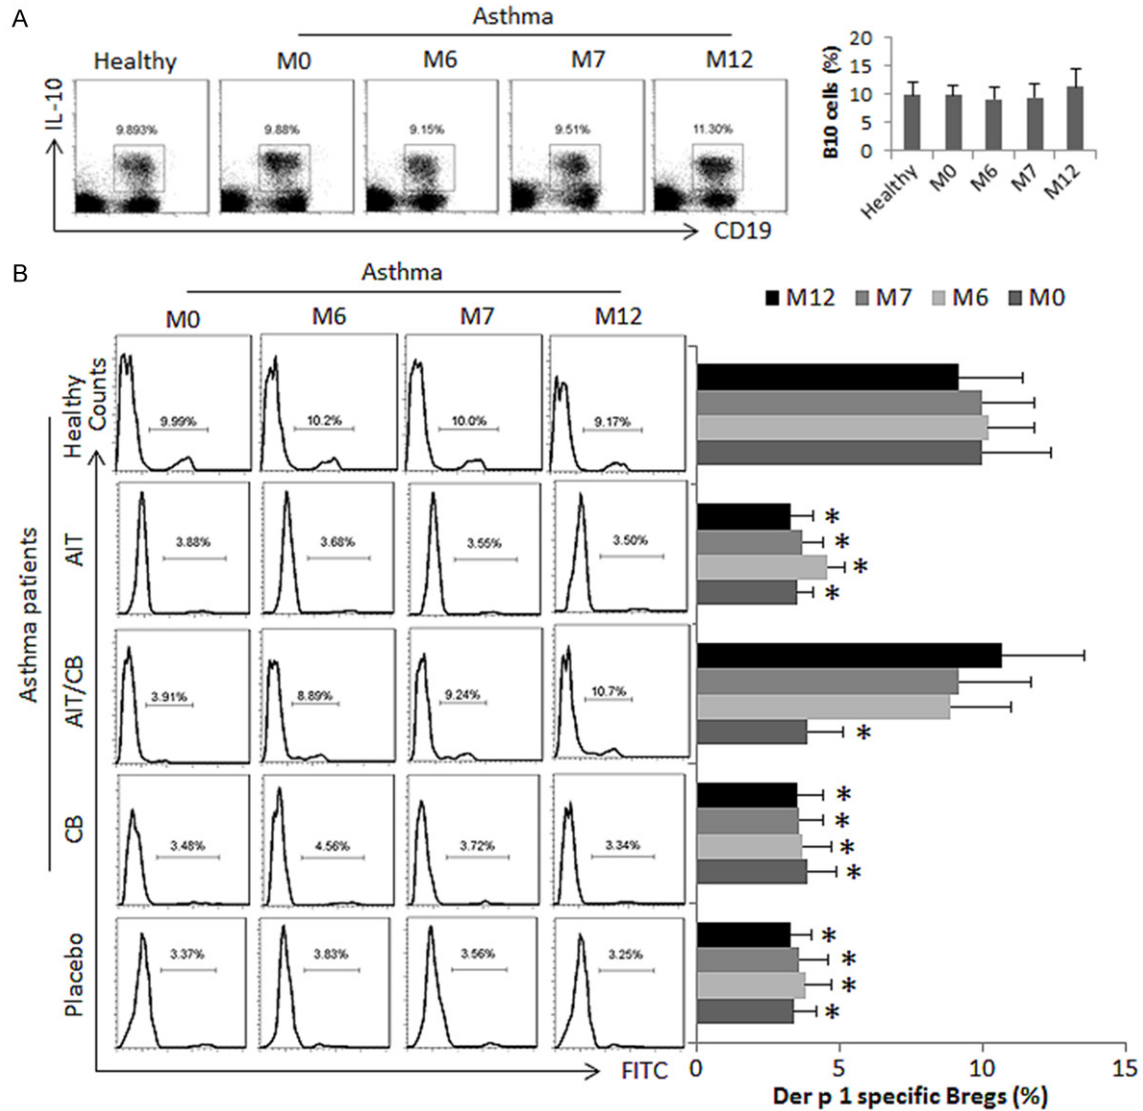 A
Asthma
Healthy M0 M6 M7 M12
IL-10
9.893% 9.88% 9.15% 9.51% 11.30%
CD19
B10 cells (%)
20
15
10
5
0
Healthy M0 M6 M7 M12
B
Asthma
M0 M6 M7 M12
M12 M7 M6 M0
Asthma patients
Healthy
Counts
9.99% 10.2% 10.0% 9.17%
AIT
3.88% 3.68% 3.55% 3.50%
* * * *
AIT/CB
3.91% 8.89% 9.24% 10.7%
*
CB
3.48% 4.56% 3.72% 3.34%
* * * *
Placebo
3.37% 3.83% 3.56% 3.25%
* * * *
FITC
0 5 10 15
Der p 1 specific Bregs (%)